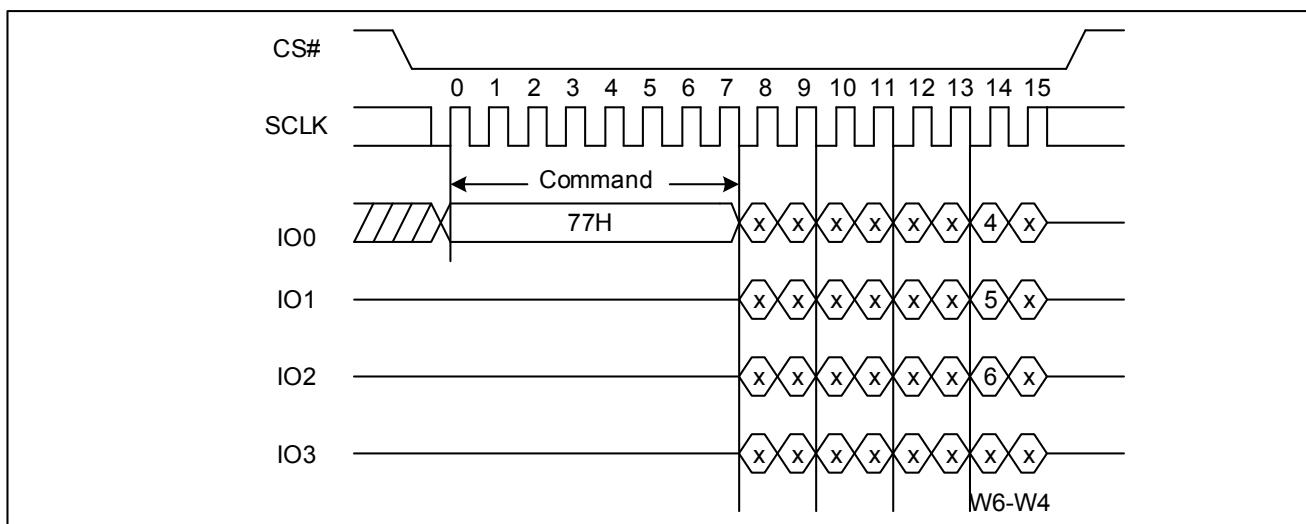 CS#
0 1 2 3 4 5 6 7 8 9 10 11 12 13 14 15
SCLK
Command
IO0 77H x x x x x x 4 x
IO1 x x x x x x 5 x
IO2 x x x x x x 6 x
IO3 x x x x x x x x
W6-W4